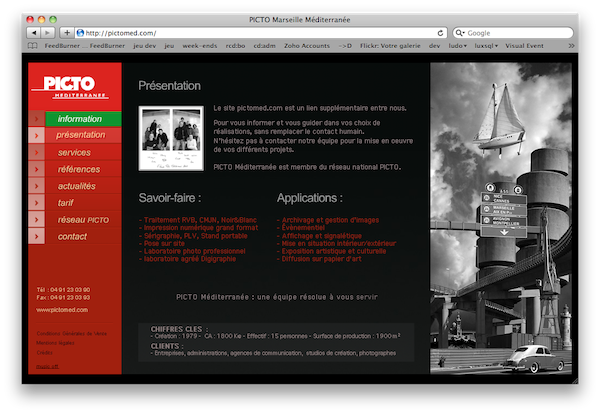 PICTO Marseille Méditerranée
http://pictomed.com/
Google
FeedBurner ... FeedBurner
jeu dev
jeu
week-ends
rcd:bo
cd:adm
Zoho Accounts
-->D
Flickr: Votre galerie
dev
ludo
luxsql
Visual Event
PICTO
MEDITERRANEE
information
présentation
services
références
actualités
tarif
réseau PICTO
contact
Tél : 04 91 23 03 90
Fax : 04 91 23 03 93
www.pictomed.com
Conditions Générales de Vente
Mentions légales
Crédits
music off
Présentation
Le site pictomed.com est un lien supplémentaire entre nous.
Pour vous informer et vous guider dans vos choix de
réalisations, sans remplacer le contact humain.
N'hésitez pas à contacter notre équipe pour la mise en oeuvre
de vos différents projets.
PICTO Méditerranée est membre du réseau national PICTO.
Savoir-faire :
- Traitement RVB, CMJN, Noir&Blanc
- Impression numérique grand format
- Sérigraphie, PLV, Stand portable
- Pose sur site
- Laboratoire photo professionnel
- laboratoire agréé Digigraphie
Applications :
- Archivage et gestion d'images
- Évènementiel
- Affichage et signalétique
- Mise en situation intérieur/extérieur
- Exposition artistique et culturelle
- Diffusion sur papier d'art
PICTO Méditerranée : une équipe résolue à vous servir
CHIFFRES CLES :
- Création : 1979 - CA : 1800 K€ - Effectif : 15 personnes - Surface de production : 1900 m²
CLIENTS :
- Entreprises, administrations, agences de communication, studios de création, photographes
NICE
CANNES
MARSEILLE
AIX EN P.
AVIGNON
MONTPELLIER